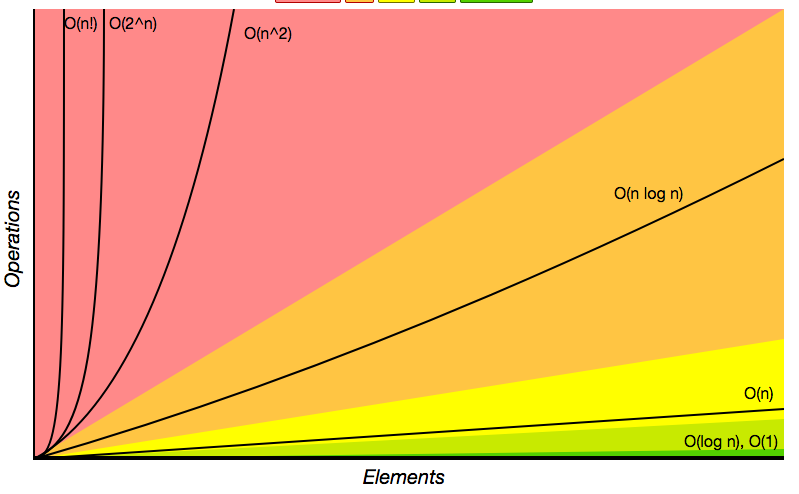 O(n!)
O(2^n)
O(n^2)
O(n log n)
O(n)
O(log n), O(1)
Operations
Elements